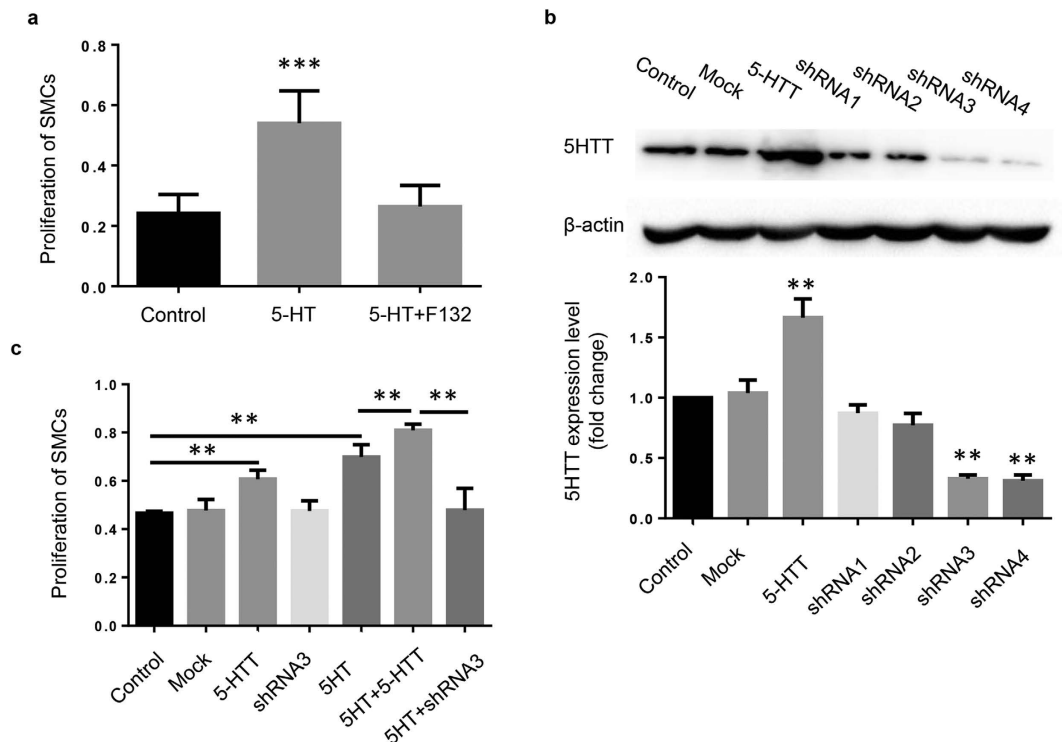 a
Proliferation of SMCs
0.8
0.6
0.4
0.2
0.0
***
Control 5-HT 5-HT+F132
b
Control Mock 5-HTT shRNA1 shRNA2 shRNA3 shRNA4
5HTT
β-actin
5HTT expression level
(fold change)
2.0
1.5
1.0
0.5
0.0
**
** **
Control Mock 5-HTT shRNA1 shRNA2 shRNA3 shRNA4
c
Proliferation of SMCs
1.0
0.8
0.6
0.4
0.2
0.0
** **
**
**
Control Mock 5-HTT shRNA3 5HT 5HT+5-HTT 5HT+shRNA3